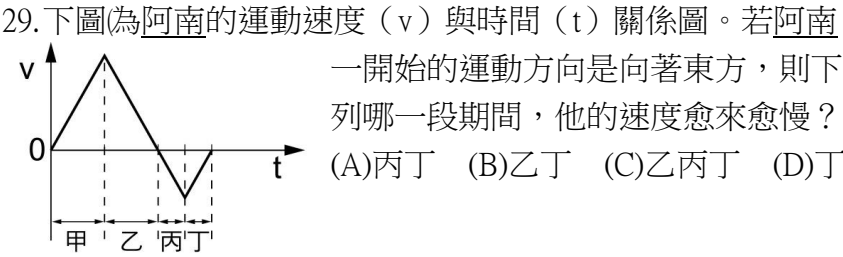 29.下圖(為阿南的運動速度（v）與時間（t）關係圖。若阿南
一開始的運動方向是向著東方，則下
列哪一段期間，他的速度愈來愈慢？
(A)丙丁 (B)乙丁 (C)乙丙丁 (D)丁
v
0
t
甲 乙 丙 丁